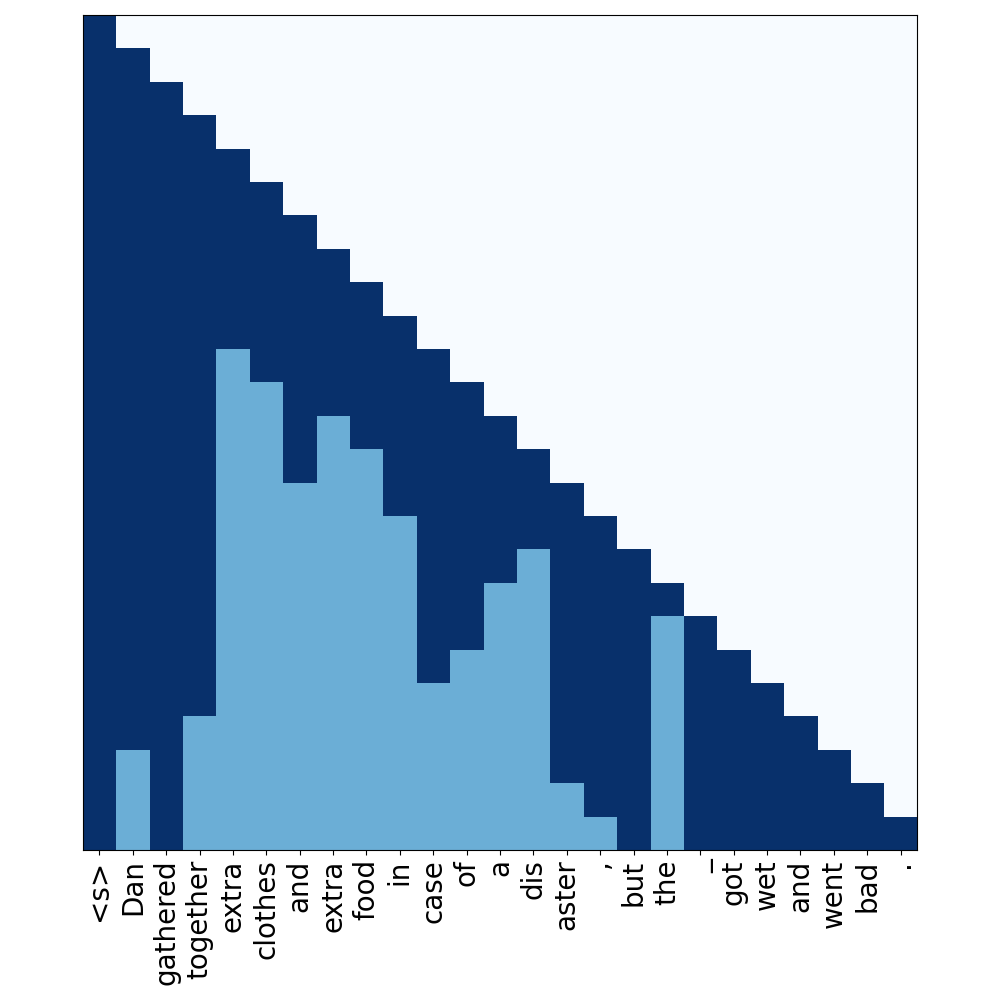 <s> Dan gathered together extra clothes and extra food in case of a dis aster , but the _ got wet and went bad .